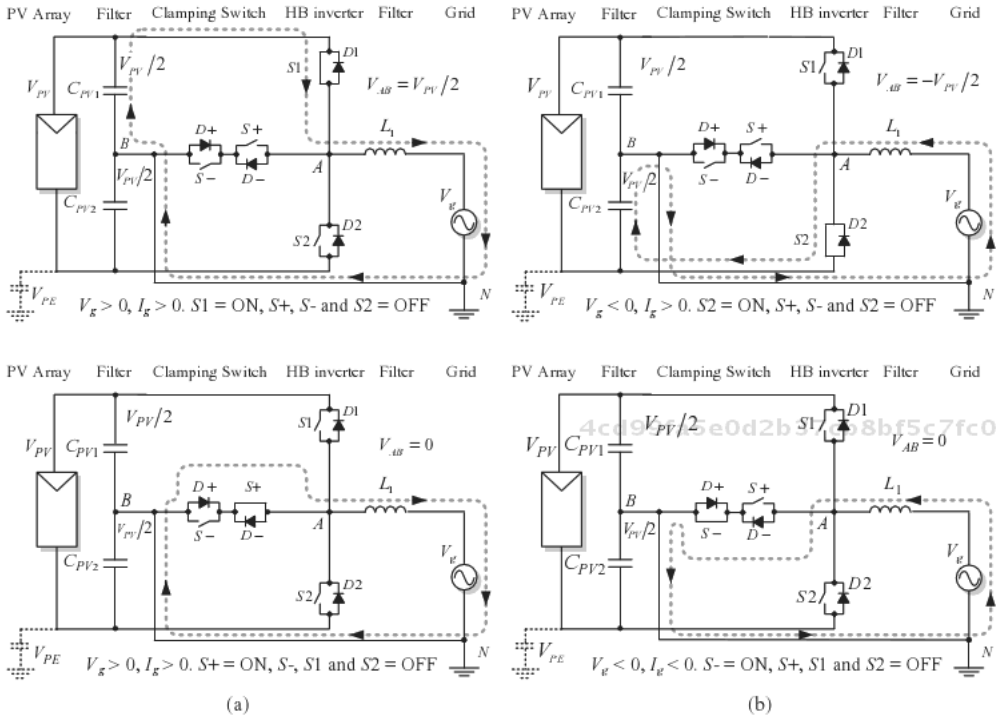 PV Array Filter Clamping Switch HB inverter Filter Grid
V_PV
V_PV/2
C_PV1
S1
D1
V_AB = V_PV/2
B
D+
S+
A
L1
V_PV/2
S-
D-
C_PV2
S2
D2
V_g
V_PE
N
V_g > 0, I_g > 0. S1 = ON, S+, S- and S2 = OFF
PV Array Filter Clamping Switch HB inverter Filter Grid
V_PV
V_PV/2
C_PV1
S1
D1
V_AB = -V_PV/2
B
D+
S+
A
L1
V_PV/2
S-
D-
C_PV2
S2
D2
V_g
V_PE
N
V_g < 0, I_g > 0. S2 = ON, S+, S- and S2 = OFF
PV Array Filter Clamping Switch HB inverter Filter Grid
V_PV
V_PV/2
C_PV1
S1
D1
V_AB = 0
B
D+
S+
A
L1
V_PV/2
S-
D-
C_PV2
S2
D2
V_g
V_PE
N
V_g > 0, I_g > 0. S+ = ON, S-, S1 and S2 = OFF
(a)
PV Array Filter Clamping Switch HB inverter Filter Grid
V_PV
V_PV/2
C_PV1
S1
D1
V_AB = 0
B
D+
S+
A
L1
V_PV/2
S-
D-
C_PV2
S2
D2
V_g
V_PE
N
V_g < 0, I_g < 0. S- = ON, S+, S1 and S2 = OFF
(b)